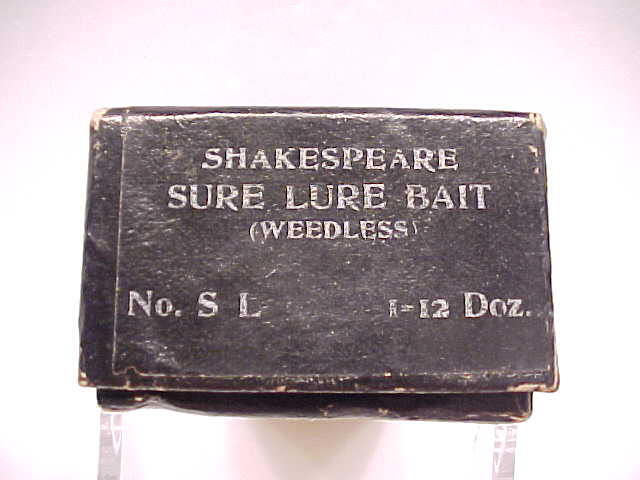 SHAKESPEARE
SURE LURE BAIT
(WEEDLESS)
No. S L 1=12 Doz.